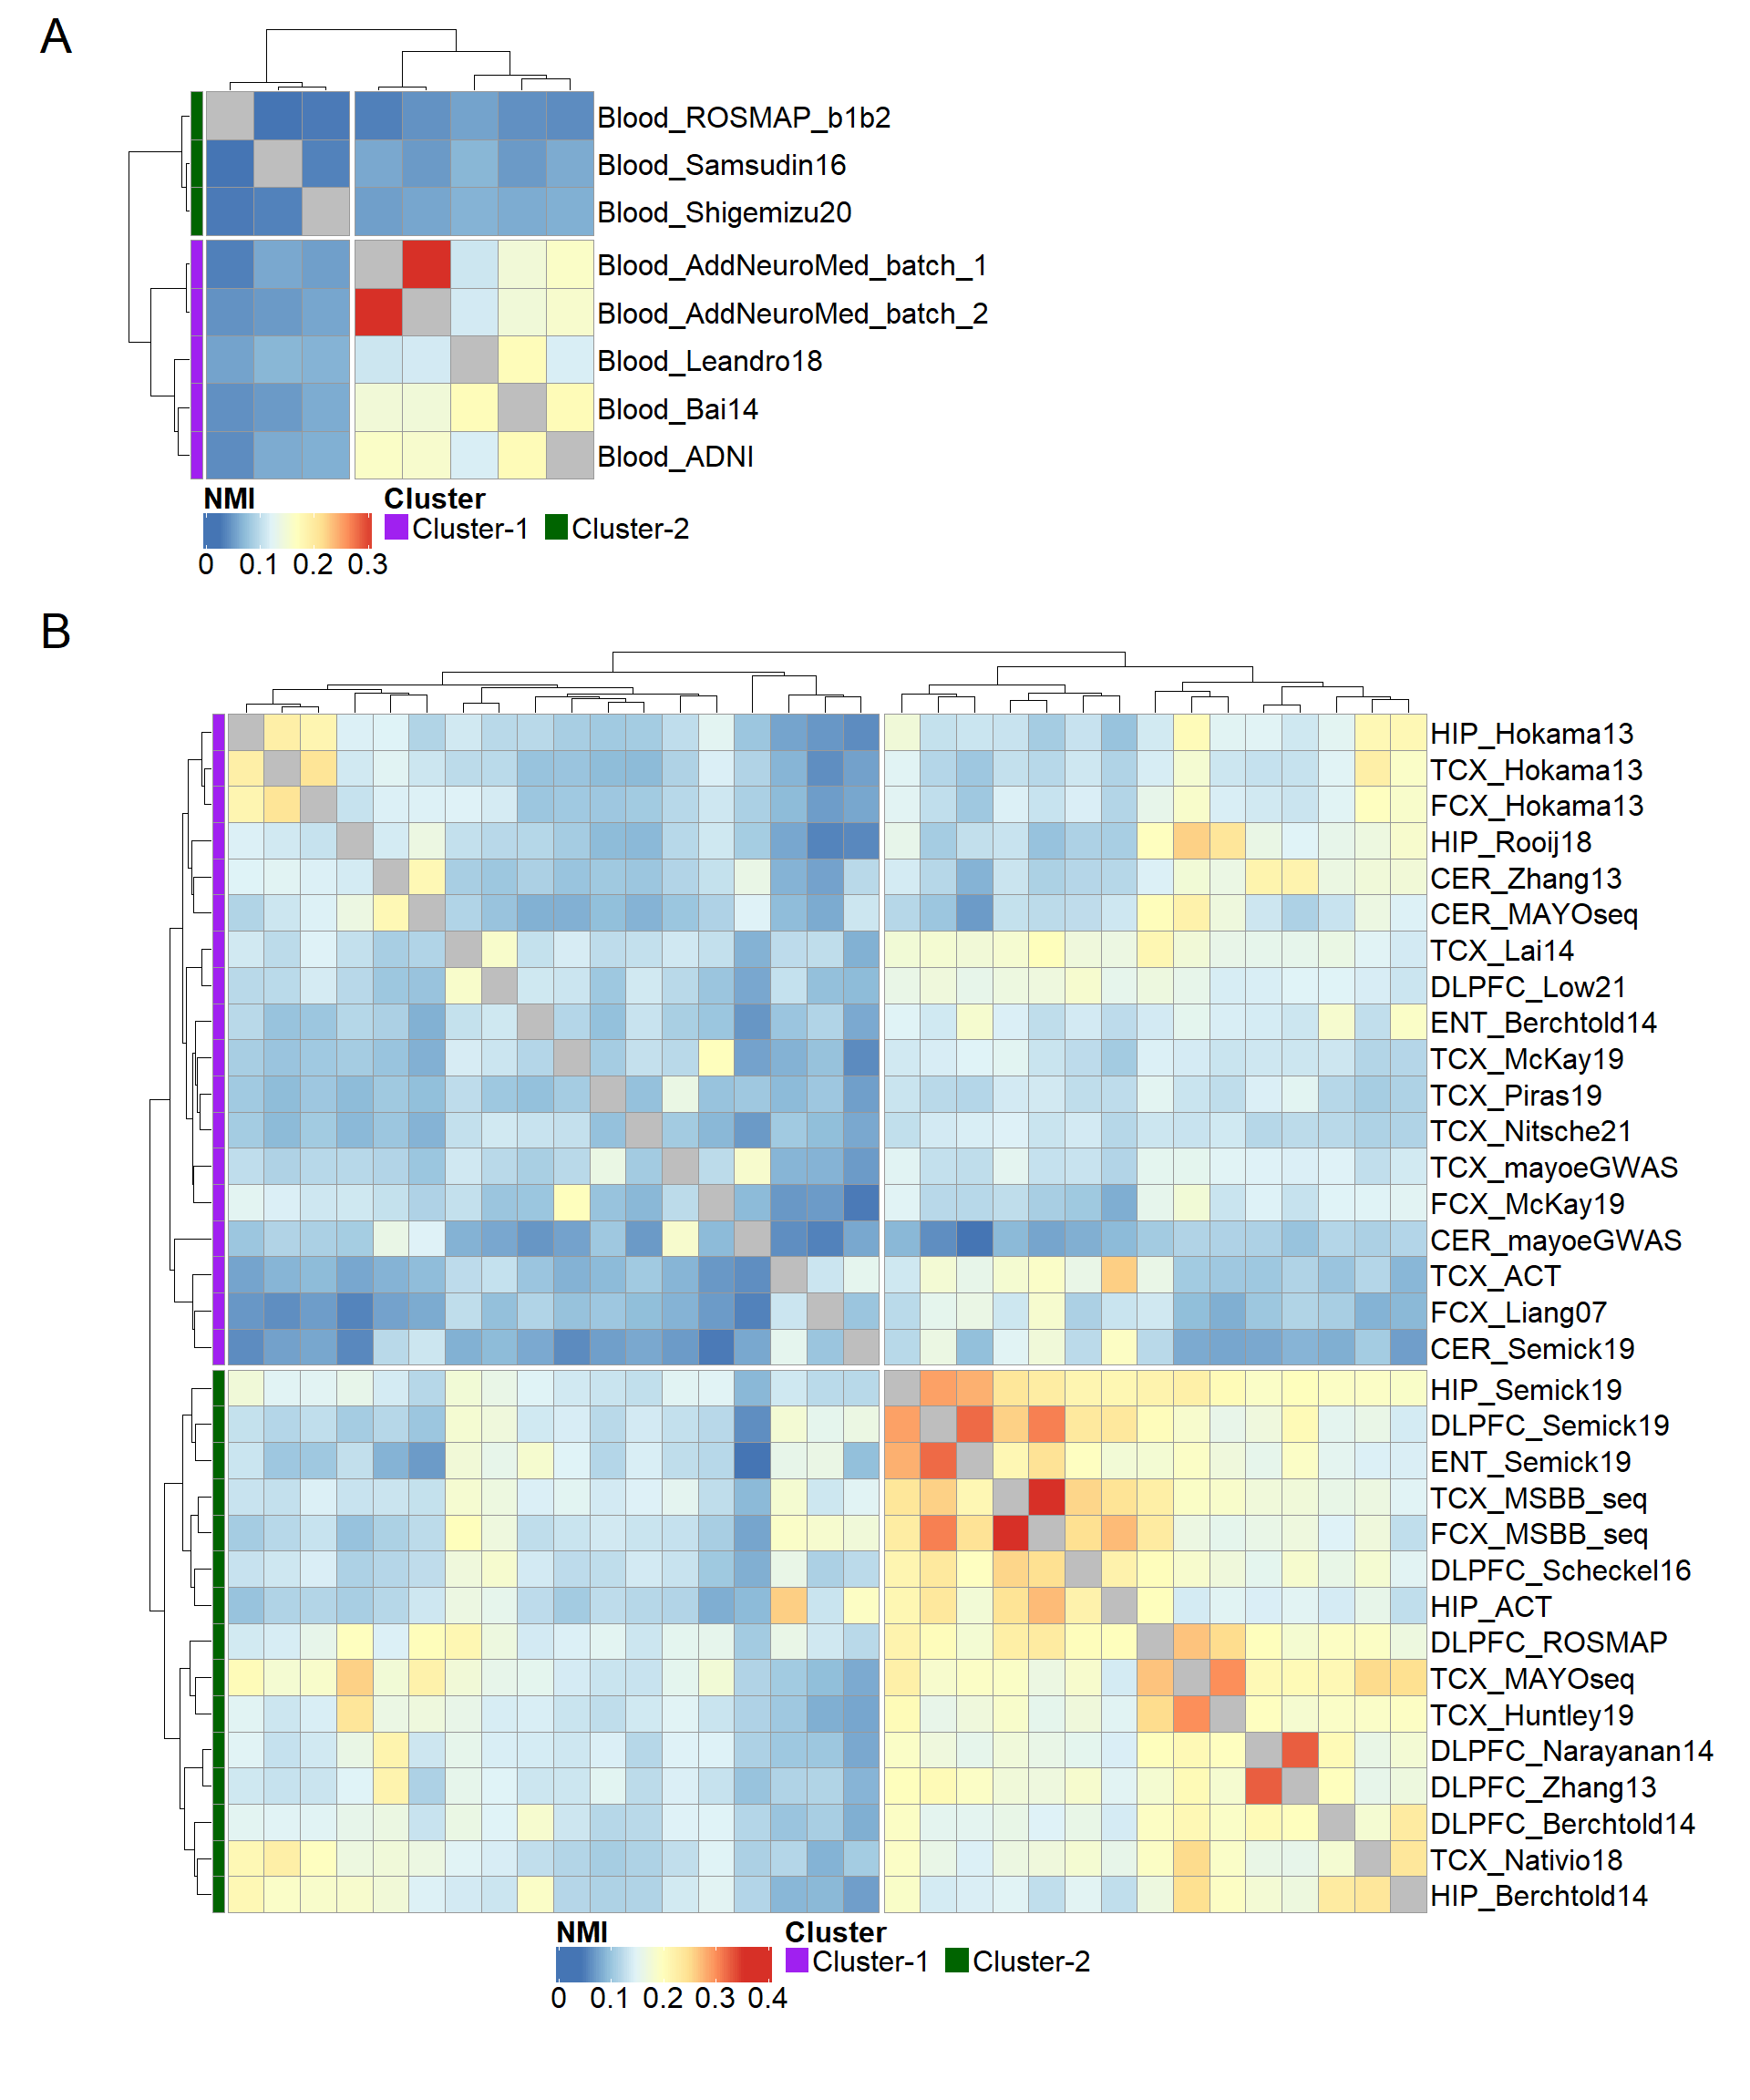 A
Blood_ROSMAP_b1b2
Blood_Samsudin16
Blood_Shigemizu20
Blood_AddNeuroMed_batch_1
Blood_AddNeuroMed_batch_2
Blood_Leandro18
Blood_Bai14
Blood_ADNI
NMI Cluster
Cluster-1 Cluster-2
0 0.1 0.2 0.3
B
HIP_Hokama13
TCX_Hokama13
FCX_Hokama13
HIP_Rooij18
CER_Zhang13
CER_MAYOseq
TCX_Lai14
DLPFC_Low21
ENT_Berchtold14
TCX_McKay19
TCX_Piras19
TCX_Nitsche21
TCX_mayoeGWAS
FCX_McKay19
CER_mayoeGWAS
TCX_ACT
FCX_Liang07
CER_Semick19
HIP_Semick19
DLPFC_Semick19
ENT_Semick19
TCX_MSBB_seq
FCX_MSBB_seq
DLPFC_Scheckel16
HIP_ACT
DLPFC_ROSMAP
TCX_MAYOseq
TCX_Huntley19
DLPFC_Narayanan14
DLPFC_Zhang13
DLPFC_Berchtold14
TCX_Nativio18
HIP_Berchtold14
NMI Cluster
Cluster-1 Cluster-2
0 0.1 0.2 0.3 0.4